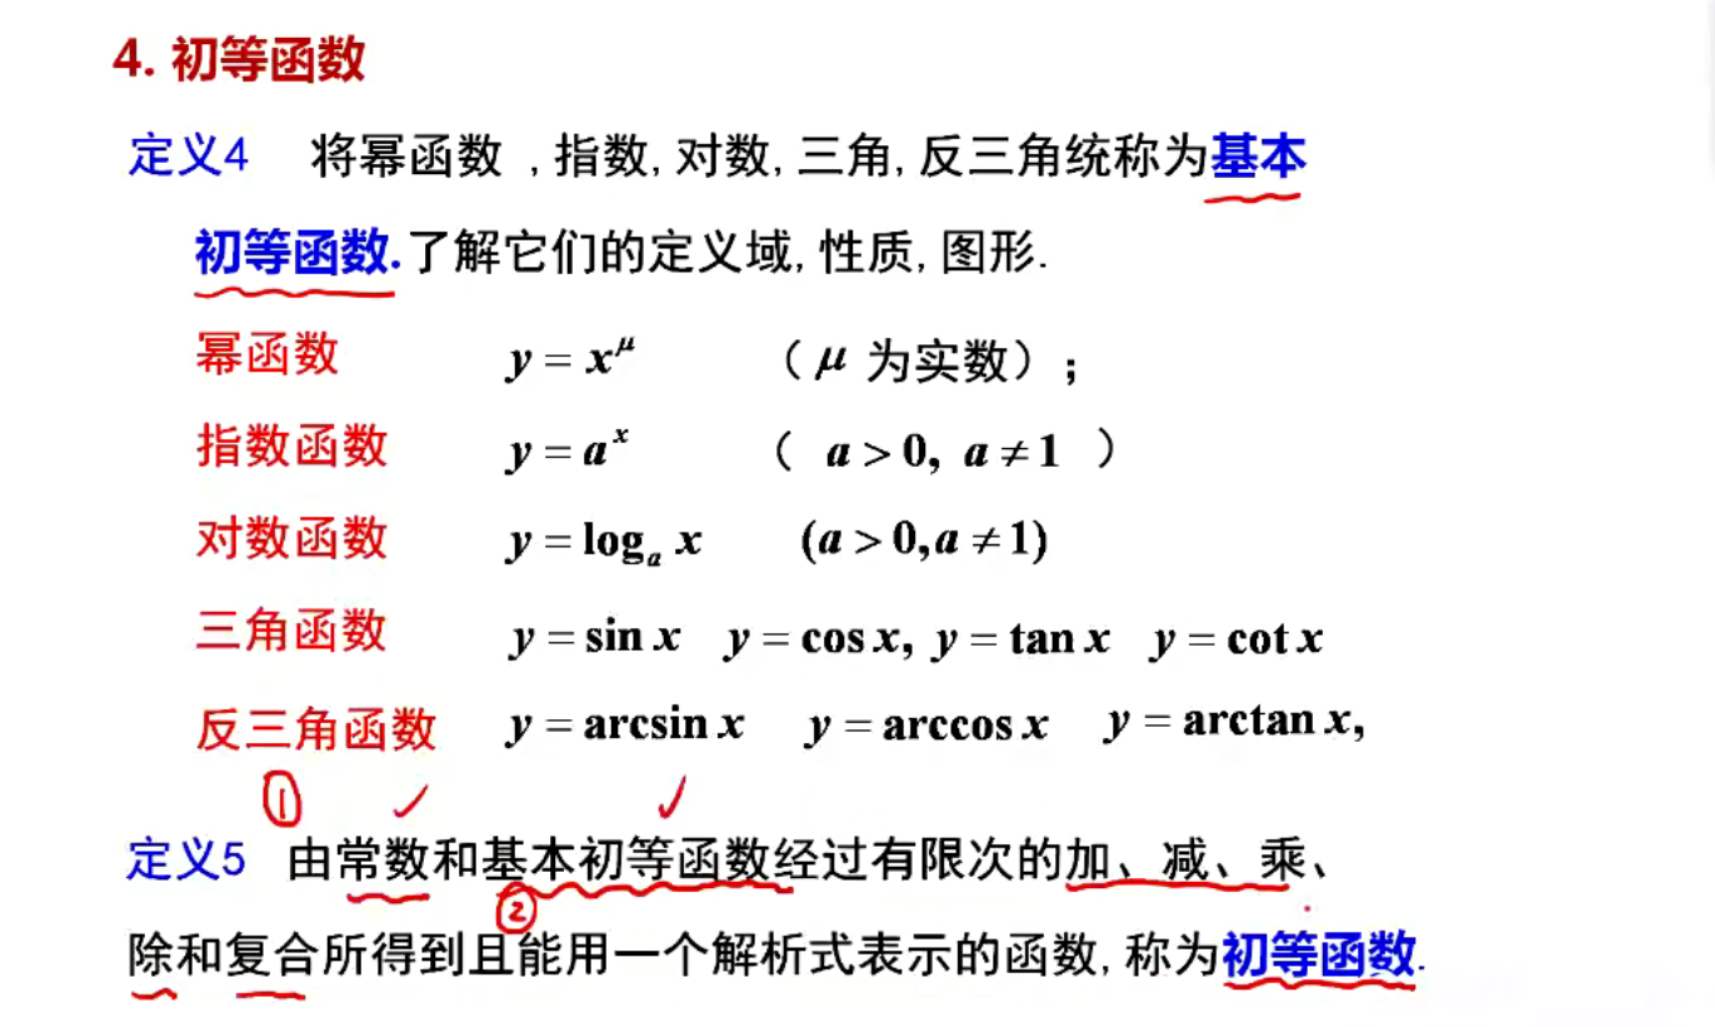 4. 初等函数
定义4 将幂函数 , 指数, 对数, 三角, 反三角统称为基本
初等函数.了解它们的定义域, 性质, 图形.
幂函数 y = x^μ （μ 为实数）;
指数函数 y = a^x （ a > 0, a ≠ 1 ）
对数函数 y = log_a x (a > 0, a ≠ 1)
三角函数 y = sin x y = cos x, y = tan x y = cot x
反三角函数 y = arcsin x y = arccos x y = arctan x,
① ✓ ✓
定义5 由常数和基本初等函数经过有限次的加、减、乘、
②
除和复合所得到且能用一个解析式表示的函数, 称为初等函数.